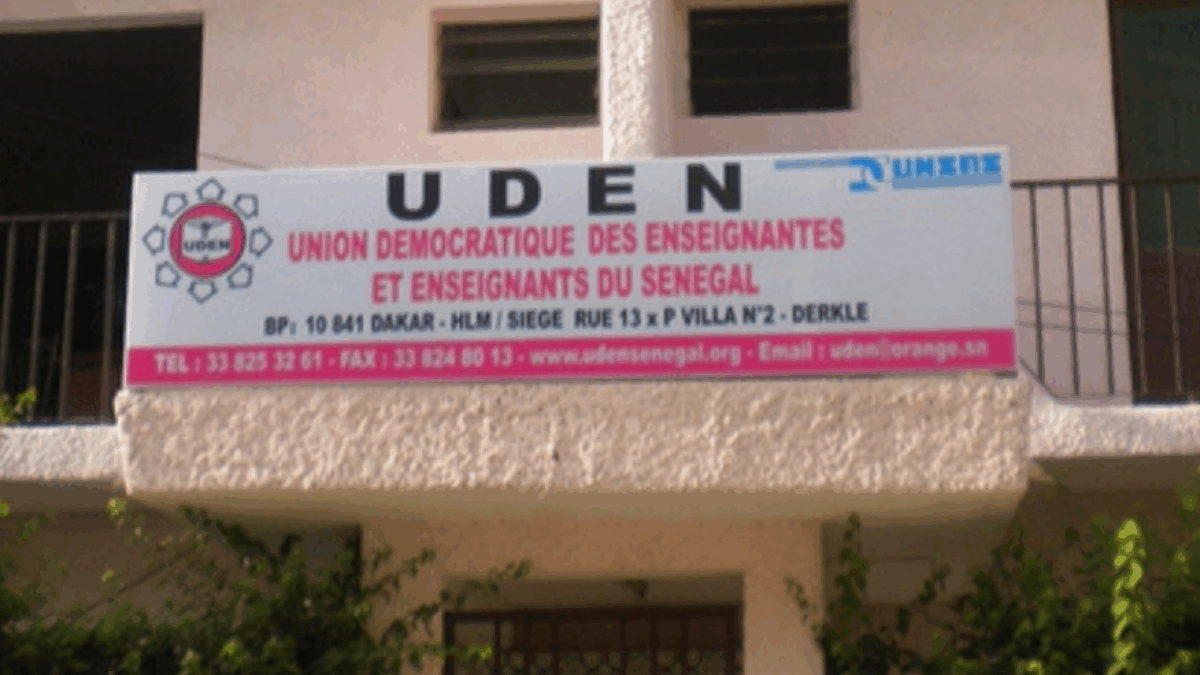 UDEN
UDEN
UNION DEMOCRATIQUE DES ENSEIGNANTES
ET ENSEIGNANTS DU SENEGAL
BP: 10 841 DAKAR - HLM / SIEGE RUE 13 x P VILLA N°2 - DERKLE
TEL : 33 825 32 61 - FAX : 33 824 80 13 - www.udensenegal.org - Email : uden@orange.sn